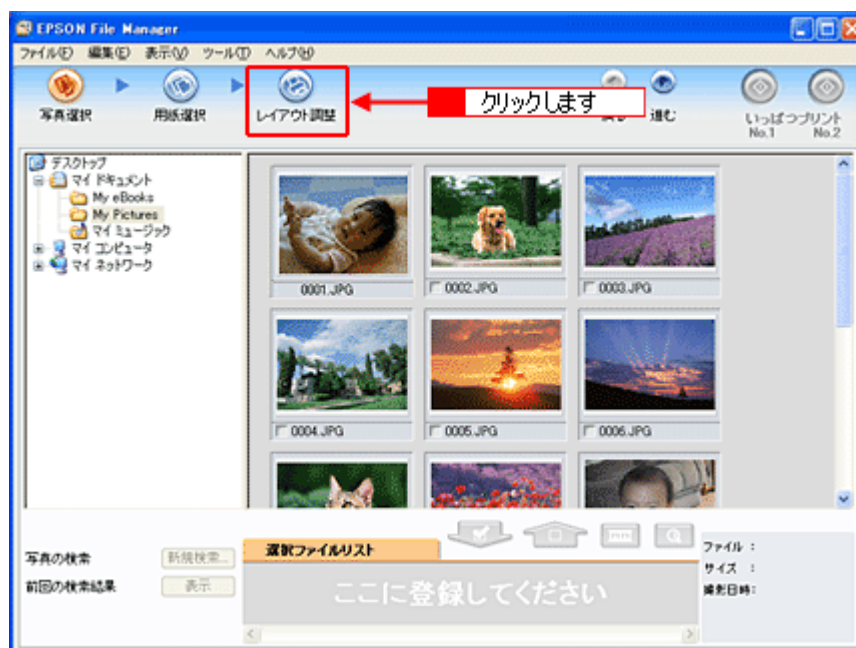 EPSON File Manager
ファイル(F) 編集(E) 表示(V) ツール(T) ヘルプ(H)
写真選択 用紙選択 レイアウト調整 クリックします 進む いっぱつプリント
No.1 No.2
デスクトップ
マイ ドキュメント
My eBooks
My Pictures
マイ ミュージック
マイ コンピュータ
マイ ネットワーク
0001.JPG 0002.JPG 0003.JPG
0004.JPG 0005.JPG 0006.JPG
写真の検索 新規検索...
前回の検索結果 表示
選択ファイルリスト
ここに登録してください
ファイル :
サイズ :
撮影日時: